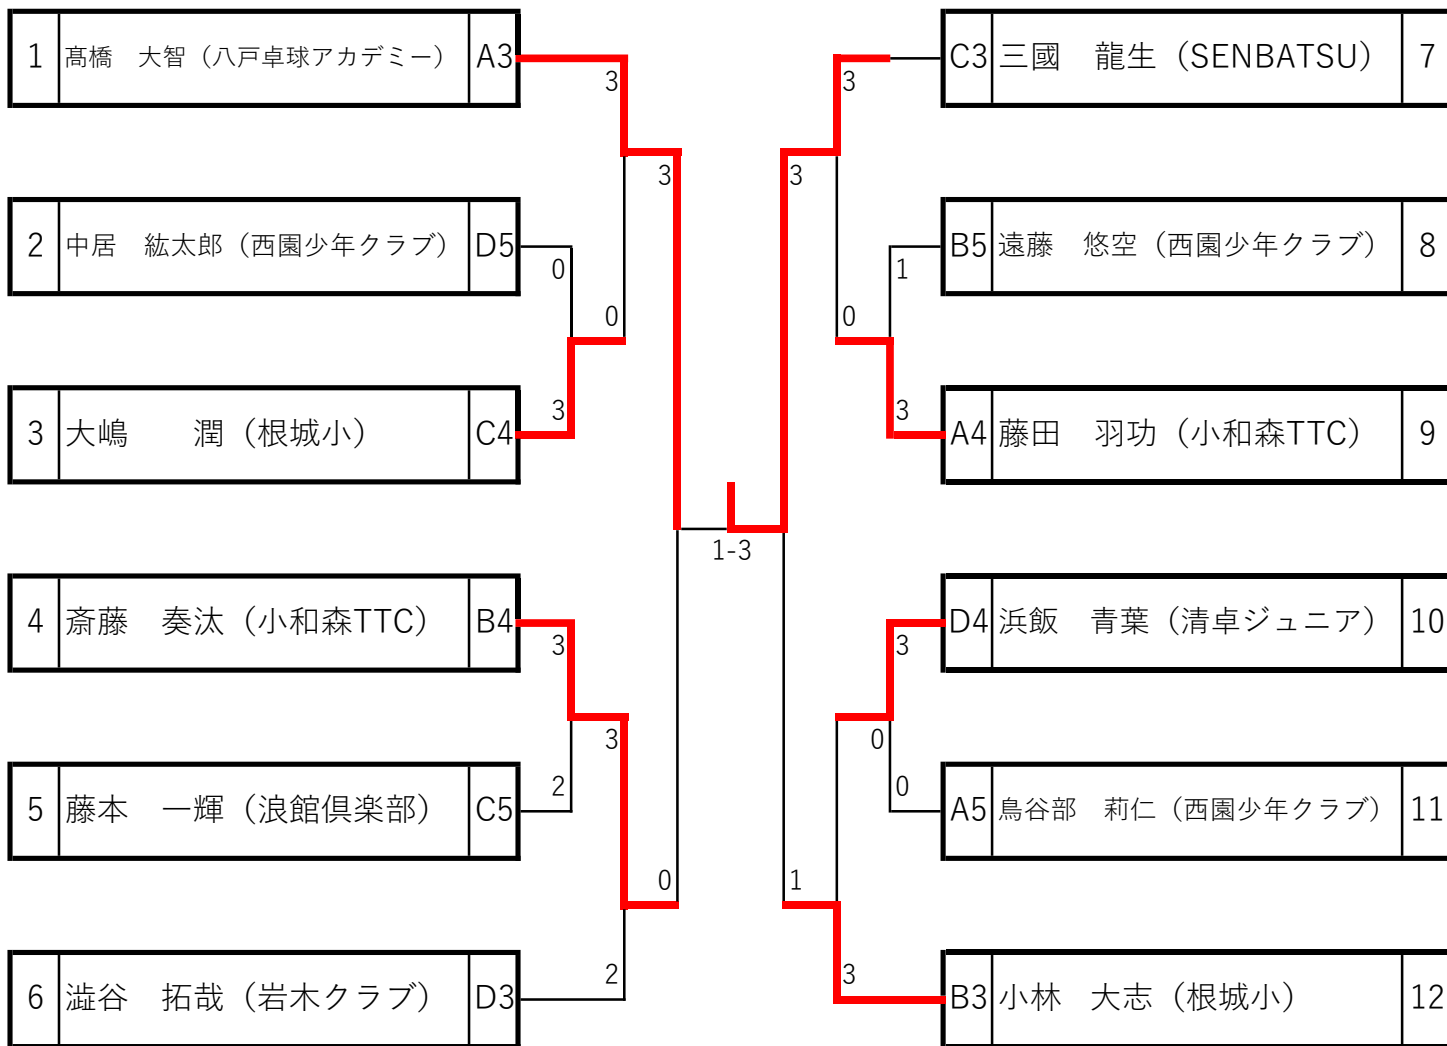 1 髙橋　大智（八戸卓球アカデミー） A3
3
2 中居　紘太郎（西園少年クラブ） D5
0
3 大嶋　　潤（根城小） C4
3
0
3
4 斎藤　奏汰（小和森TTC） B4
3
5 藤本　一輝（浪館倶楽部） C5
2
3
6 澁谷　拓哉（岩木クラブ） D3
2
0
1-3
C3 三國　龍生（SENBATSU） 7
3
B5 遠藤　悠空（西園少年クラブ） 8
1
A4 藤田　羽功（小和森TTC） 9
3
0
3
D4 浜飯　青葉（清卓ジュニア） 10
3
A5 鳥谷部　莉仁（西園少年クラブ） 11
0
0
B3 小林　大志（根城小） 12
3
1